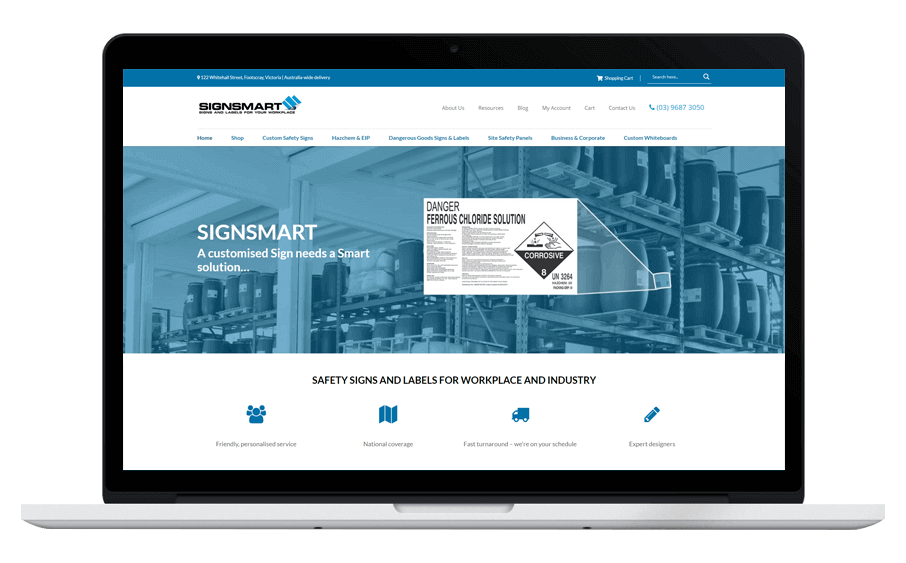 122 Whitehall Street, Footscray, Victoria | Australia-wide delivery
Shopping Cart | Search here..
SIGNSMART
SIGNS AND LABELS FOR YOUR WORKPLACE
About Us Resources Blog My Account Cart Contact Us (03) 9687 3050
Home Shop Custom Safety Signs Hazchem & EIP Dangerous Goods Signs & Labels Site Safety Panels Business & Corporate Custom Whiteboards
SIGNSMART
A customised Sign needs a Smart
solution...
DANGER
FERROUS CHLORIDE SOLUTION
CORROSIVE
8
UN 3264
SAFETY SIGNS AND LABELS FOR WORKPLACE AND INDUSTRY
Friendly, personalised service
National coverage
Fast turnaround – we're on your schedule
Expert designers